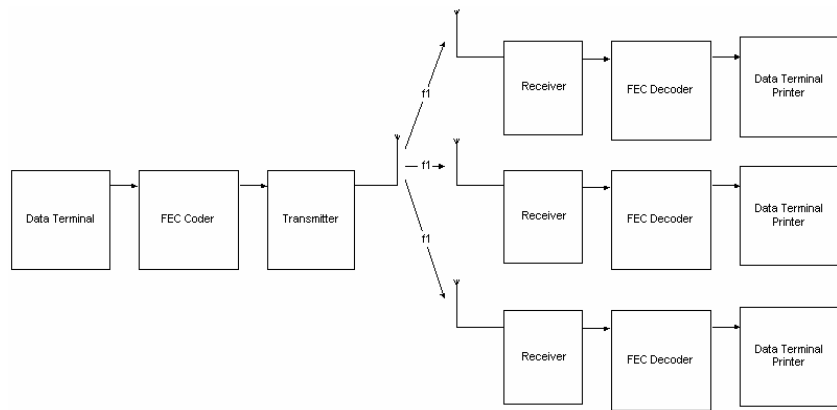 Receiver
FEC Decoder
Data Terminal
Printer
f1
f1
Data Terminal
FEC Coder
Transmitter
Receiver
FEC Decoder
Data Terminal
Printer
f1
Receiver
FEC Decoder
Data Terminal
Printer